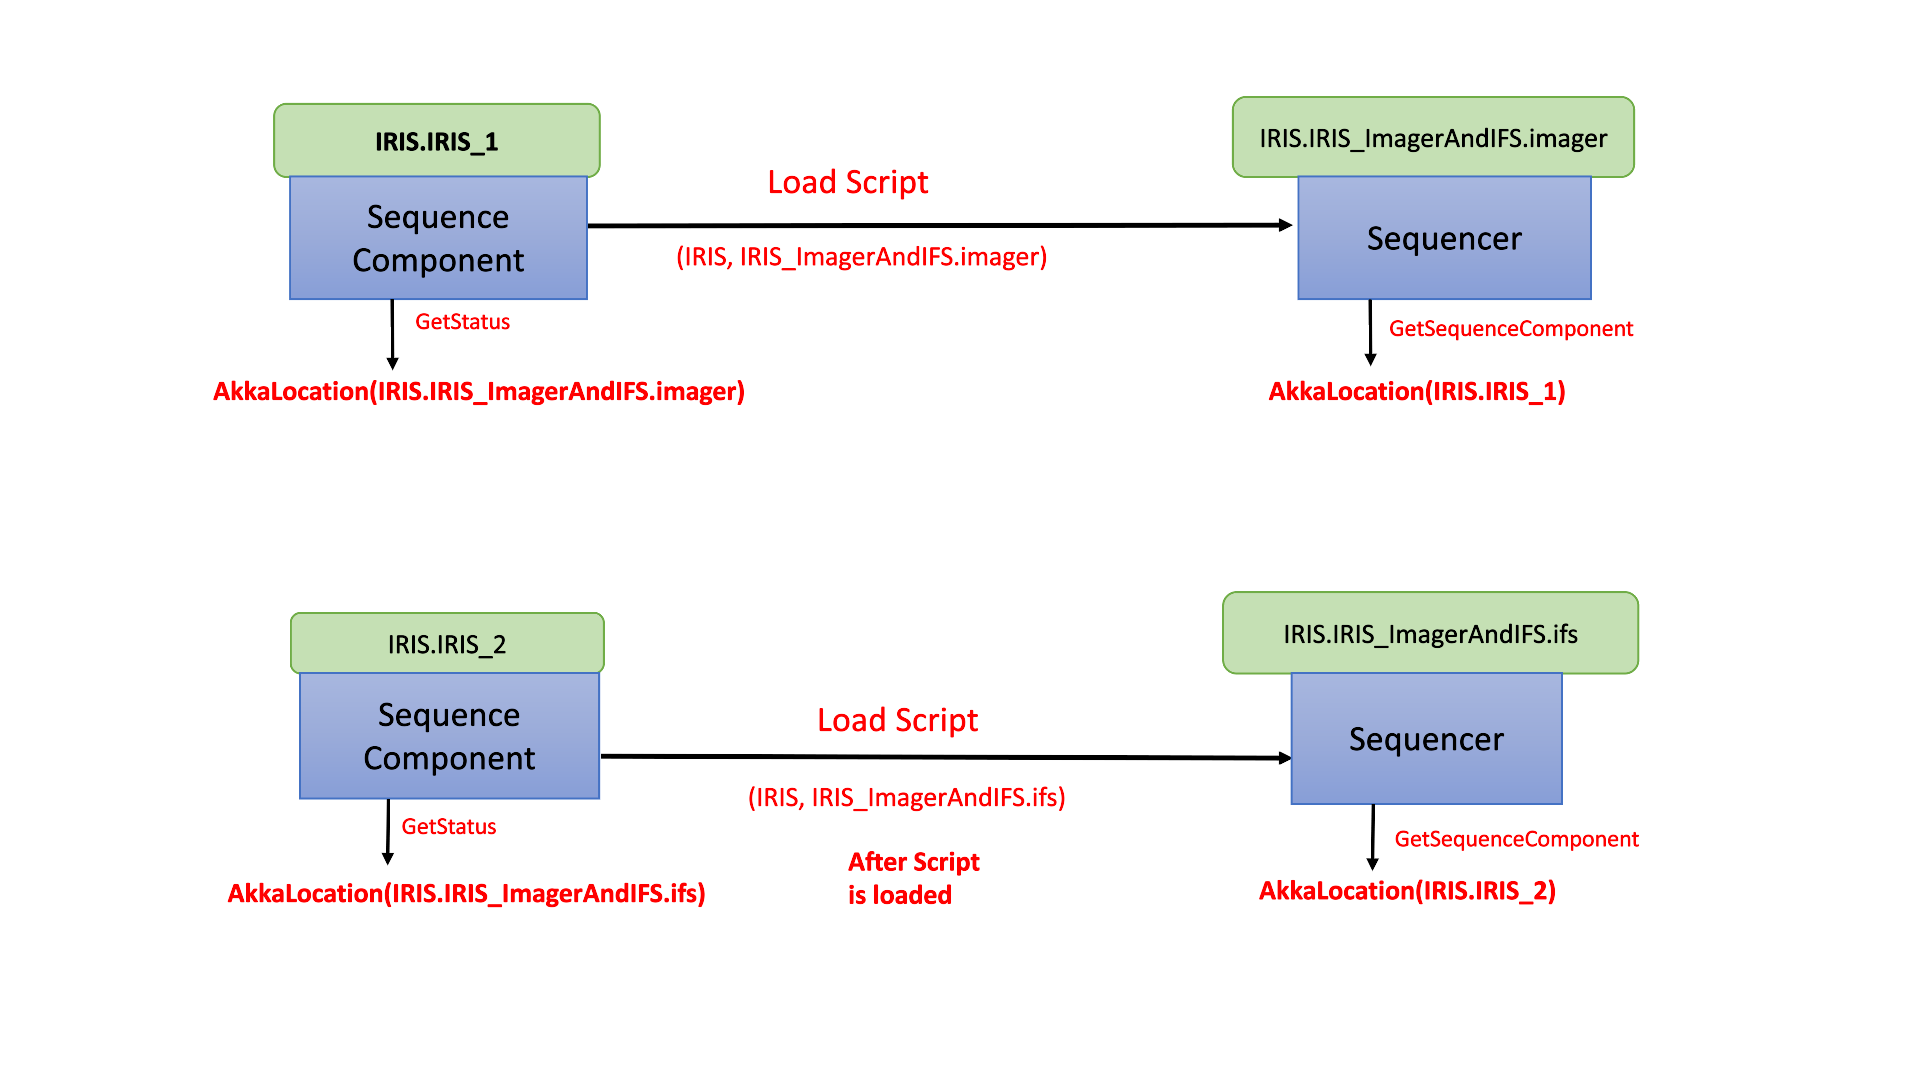 IRIS.IRIS_1
Sequence
Component
Load Script
(IRIS, IRIS_ImagerAndIFS.imager)
IRIS.IRIS_ImagerAndIFS.imager
Sequencer
GetStatus
AkkaLocation(IRIS.IRIS_ImagerAndIFS.imager)
GetSequenceComponent
AkkaLocation(IRIS.IRIS_1)
IRIS.IRIS_2
Sequence
Component
Load Script
(IRIS, IRIS_ImagerAndIFS.ifs)
IRIS.IRIS_ImagerAndIFS.ifs
Sequencer
GetStatus
AkkaLocation(IRIS.IRIS_ImagerAndIFS.ifs)
After Script
is loaded
GetSequenceComponent
AkkaLocation(IRIS.IRIS_2)